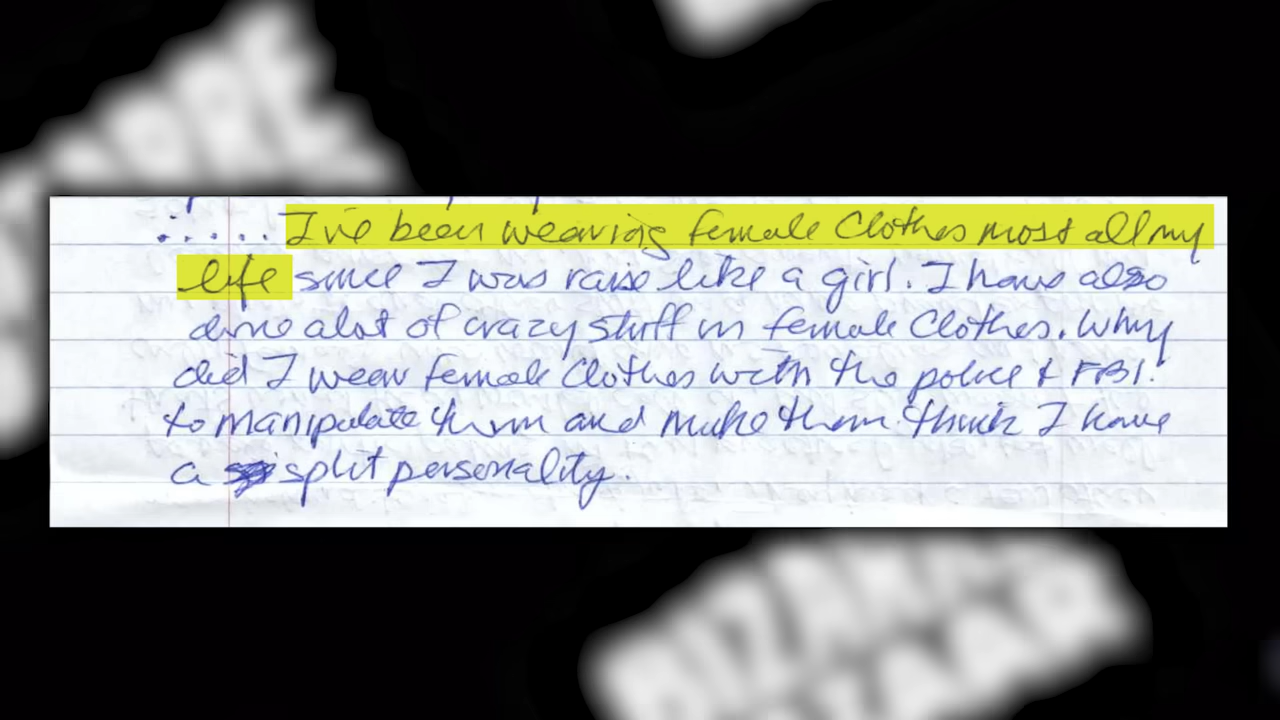 ..... I've been wearing female Clothes most all my
life since I was raise like a girl. I have also
done alot of crazy stuff in female Clothes. Why
did I wear female Clothes with the police & FBI.
to manipulate them and make them think I have
a split personality.